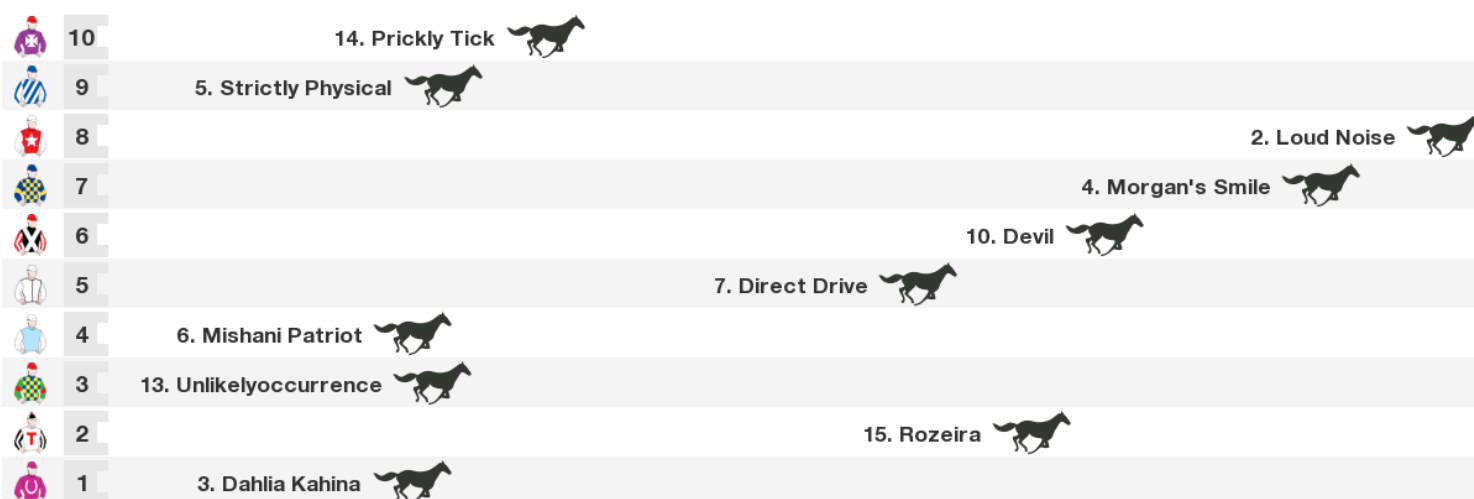 10 14. Prickly Tick
9 5. Strictly Physical
8 2. Loud Noise
7 4. Morgan's Smile
6 10. Devil
5 7. Direct Drive
4 6. Mishani Patriot
3 13. Unlikelyoccurrence
T 2 15. Rozeira
1 3. Dahlia Kahina